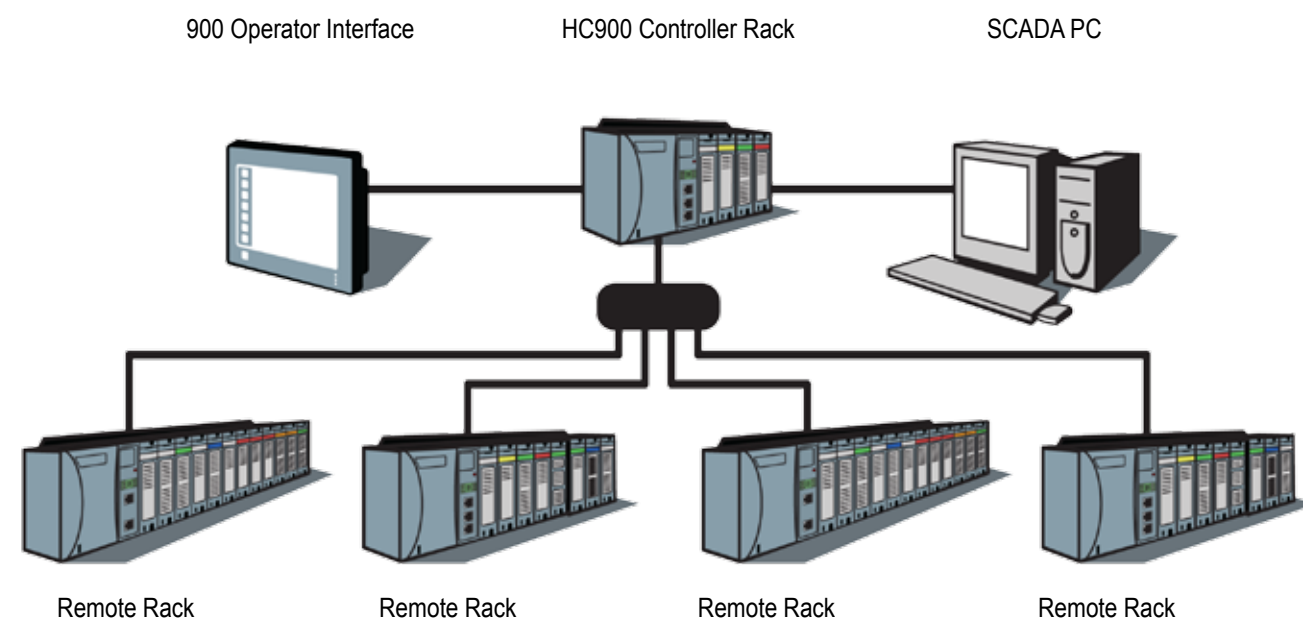 900 Operator Interface
HC900 Controller Rack
SCADA PC
Remote Rack
Remote Rack
Remote Rack
Remote Rack